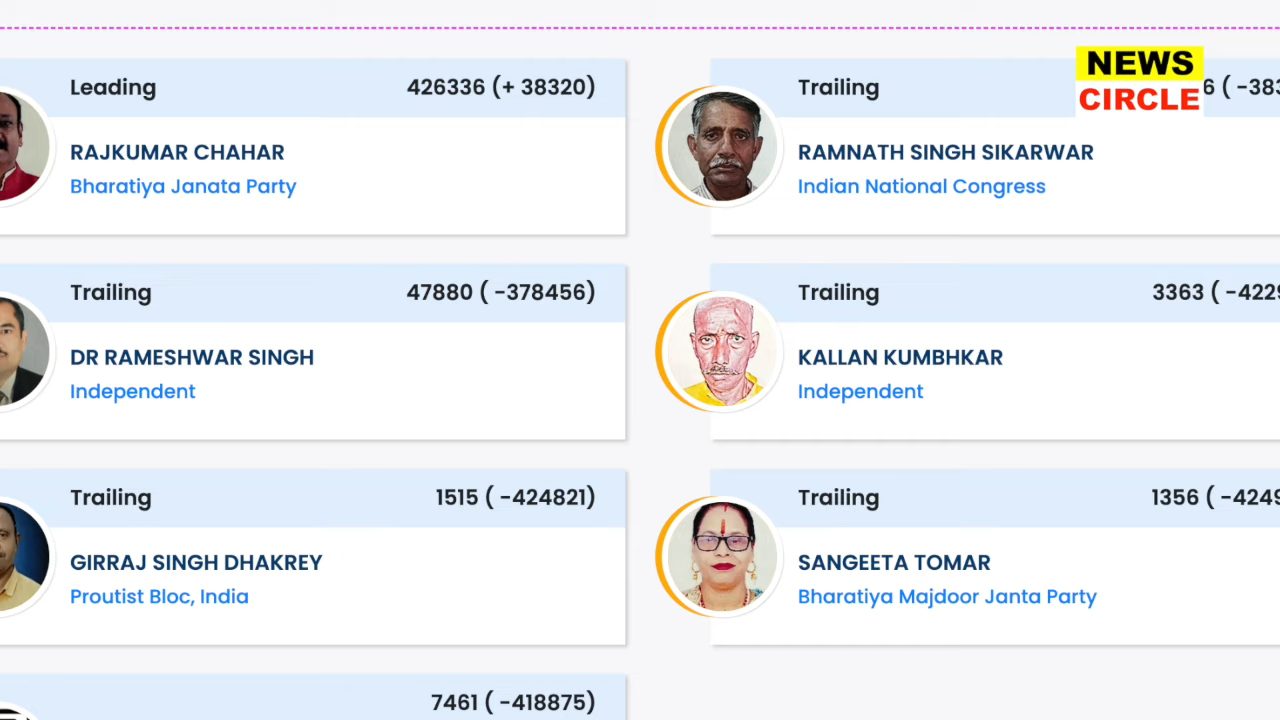 NEWS
CIRCLE
Leading 426336 (+ 38320)
RAJKUMAR CHAHAR
Bharatiya Janata Party
Trailing
RAMNATH SINGH SIKARWAR
Indian National Congress
Trailing 47880 ( -378456)
DR RAMESHWAR SINGH
Independent
Trailing 3363 (
KALLAN KUMBHKAR
Independent
Trailing 1515 ( -424821)
GIRRAJ SINGH DHAKREY
Proutist Bloc, India
Trailing 1356 (
SANGEETA TOMAR
Bharatiya Majdoor Janta Party
7461 ( -418875)